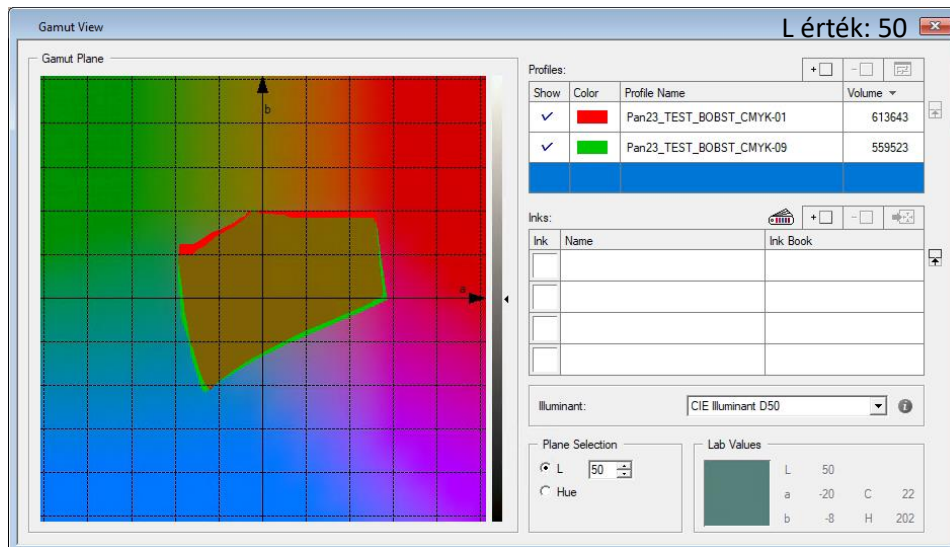 Gamut View
L érték: 50
Gamut Plane
b
a
Profiles:
Show Color Profile Name Volume
Pan23_TEST_BOBST_CMYK-01 613643
Pan23_TEST_BOBST_CMYK-09 559523
Inks:
Ink Name Ink Book
Illuminant: CIE Illuminant D50
Plane Selection
L 50
Hue
Lab Values
L 50
a -20 C 22
b -8 H 202